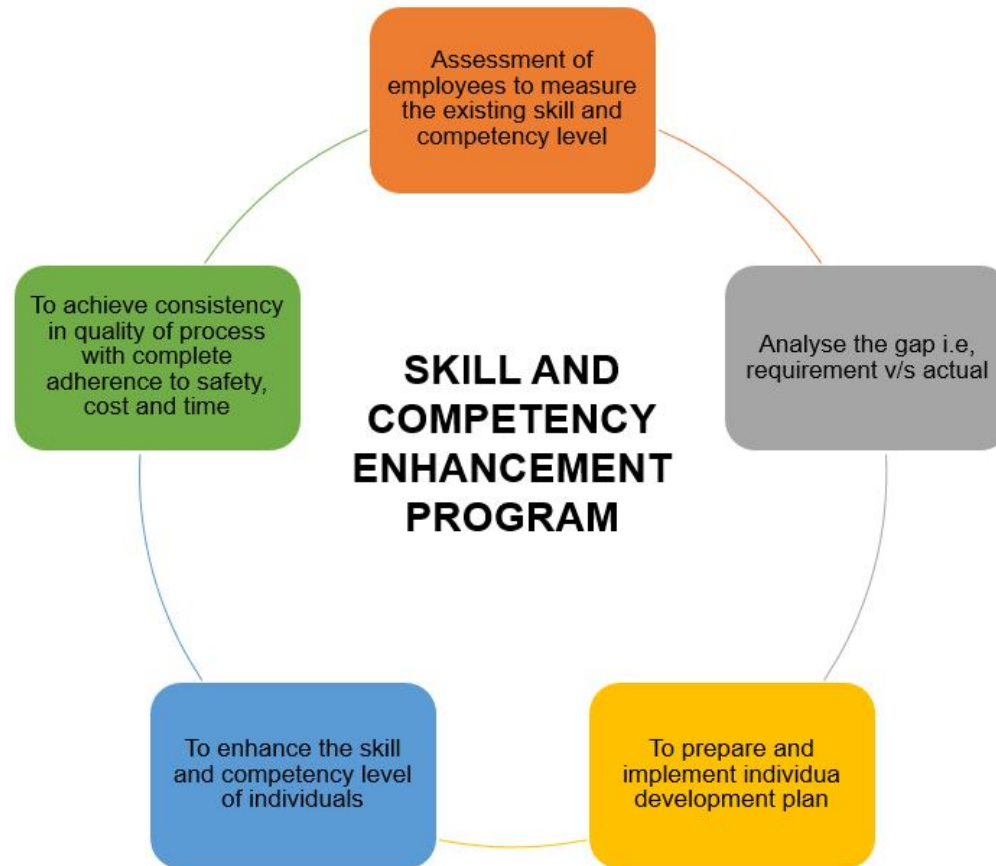 Assessment of
employees to measure
the existing skill and
competency level
To achieve consistency
in quality of process
with complete
adherence to safety,
cost and time
SKILL AND
COMPETENCY
ENHANCEMENT
PROGRAM
Analyse the gap i.e,
requirement v/s actual
To enhance the skill
and competency level
of individuals
To prepare and
implement individua
development plan